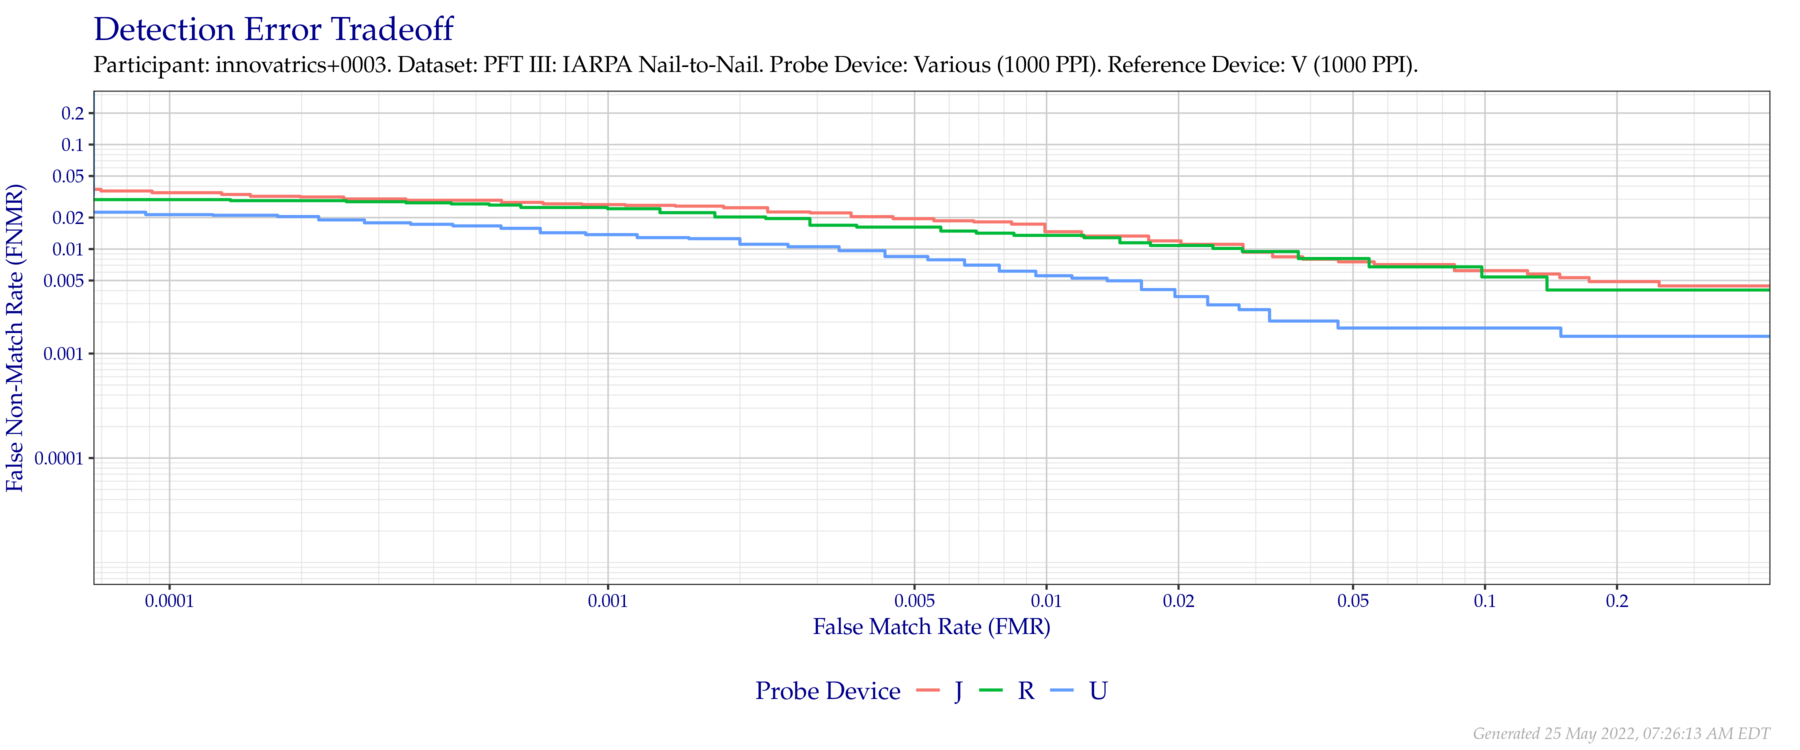 Detection Error Tradeoff
Participant: innovatrics+0003. Dataset: PFT III: IARPA Nail-to-Nail. Probe Device: Various (1000 PPI). Reference Device: V (1000 PPI).
False Non-Match Rate (FNMR)
0.2
0.1
0.05
0.02
0.01
0.005
0.001
0.0001
0.0001 0.001 0.005 0.01 0.02 0.05 0.1 0.2
False Match Rate (FMR)
Probe Device J R U
Generated 25 May 2022, 07:26:13 AM EDT